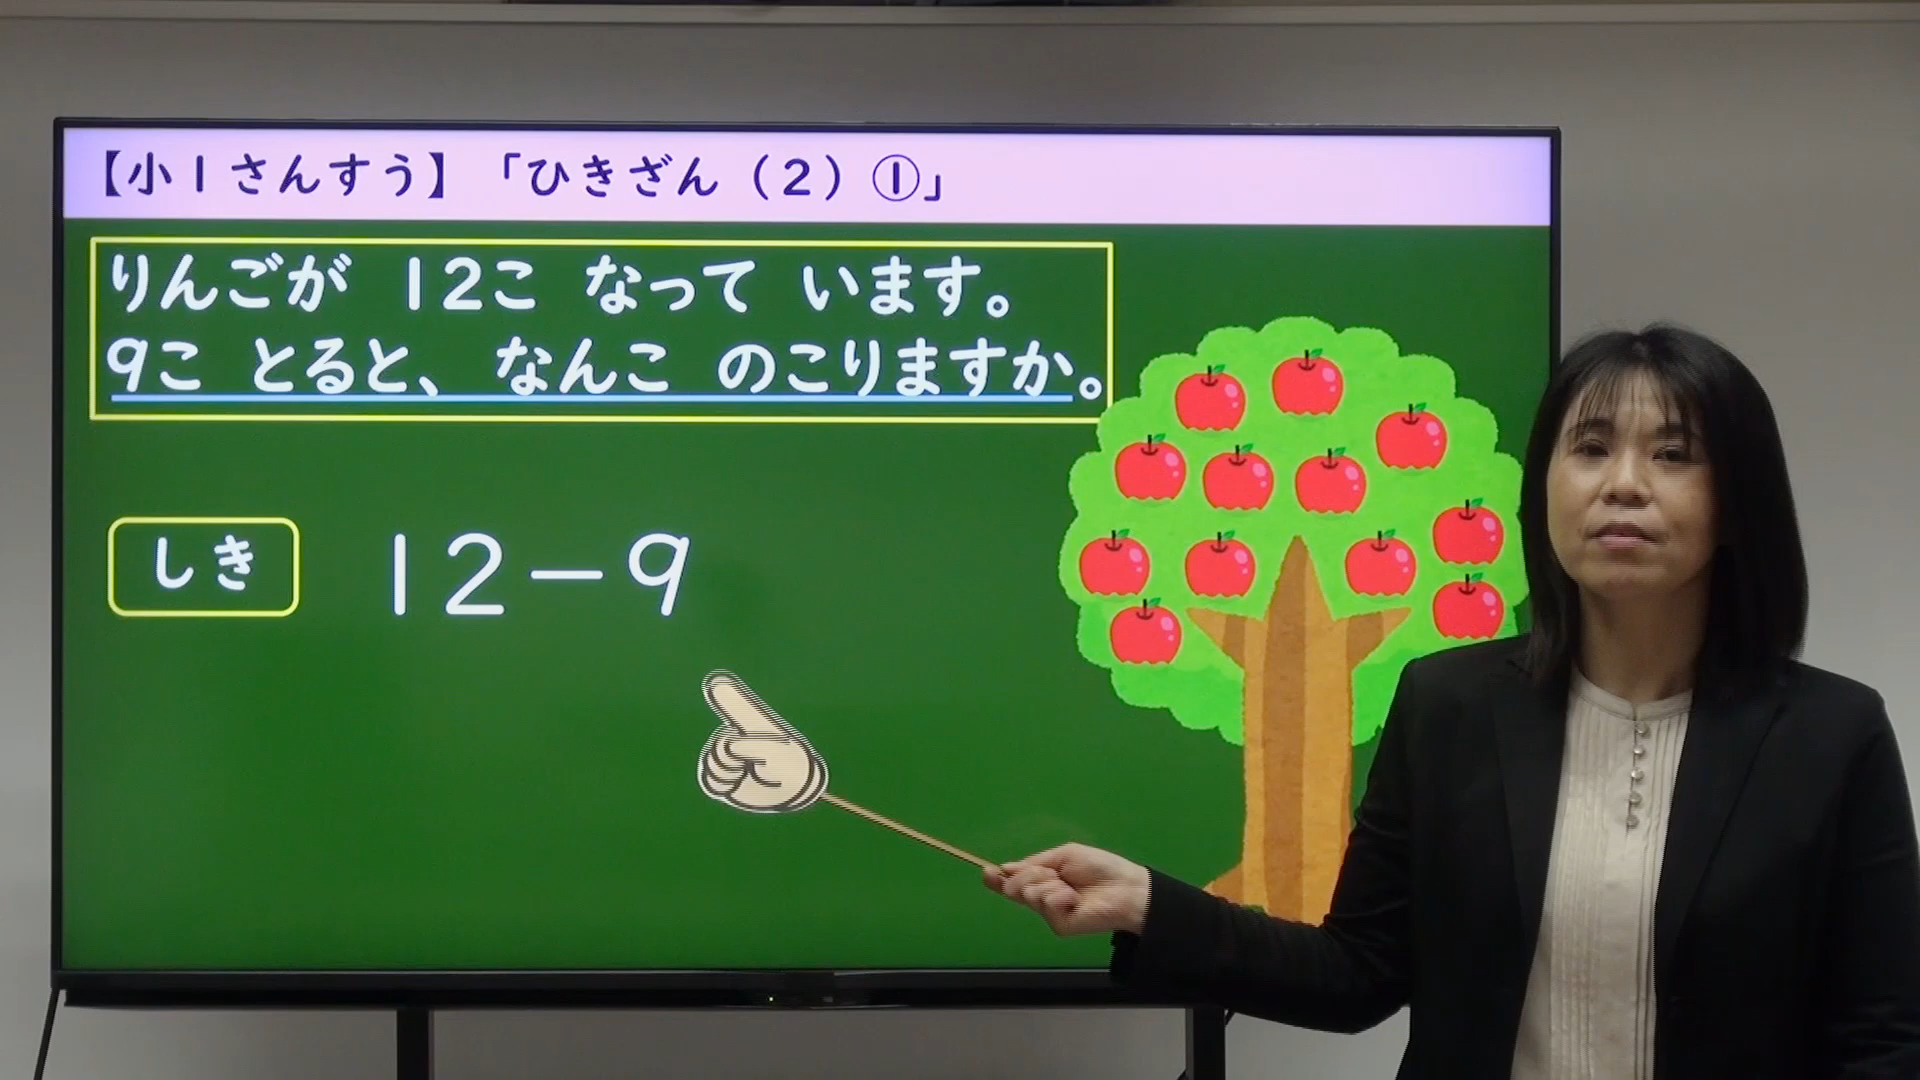 【小1さんすう】「ひきざん（2）①」
りんごが 12こ なって います。
9こ とると、 なんこ のこりますか。
しき 12－9